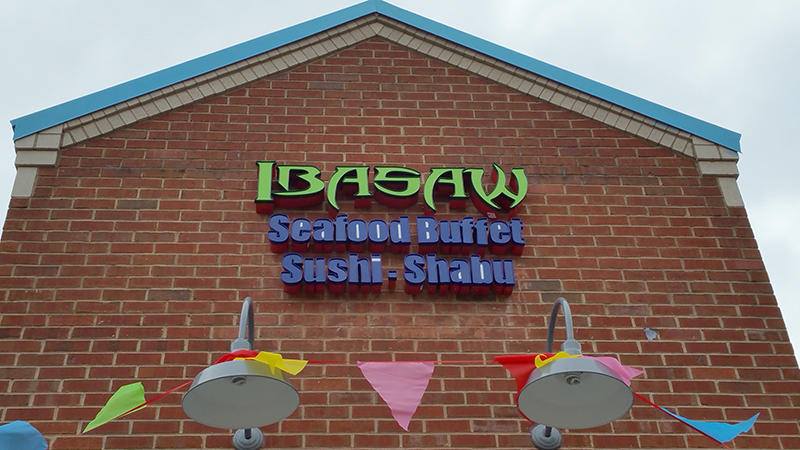 IBASAW
Seafood Buffet
Sushi - Shabu